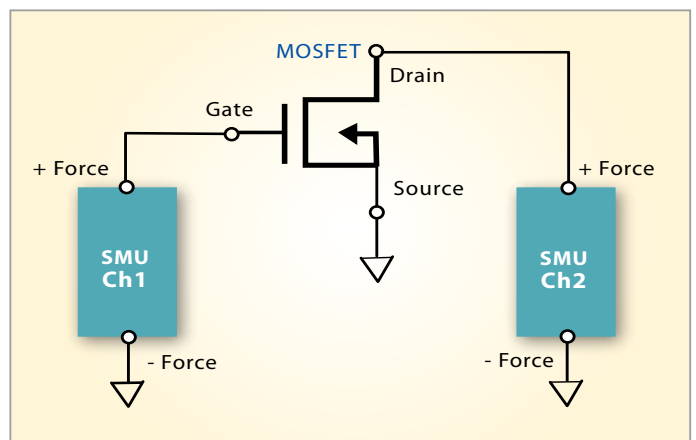 MOSFET
Drain
Gate
+ Force
+ Force
Source
SMU
Ch1
SMU
Ch2
- Force
- Force